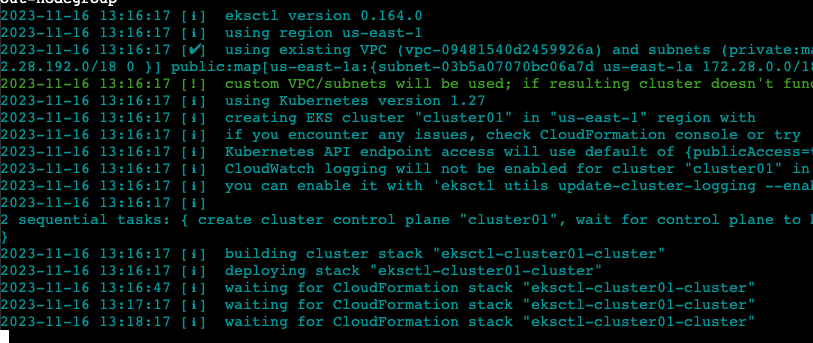 out-nodegroup
2023-11-16 13:16:17 [ℹ]  eksctl version 0.164.0
2023-11-16 13:16:17 [ℹ]  using region us-east-1
2023-11-16 13:16:17 [✔]  using existing VPC (vpc-09481540d2459926a) and subnets (private:ma
2.28.192.0/18 0 }] public:map[us-east-1a:{subnet-03b5a07070bc06a7d us-east-1a 172.28.0.0/18
2023-11-16 13:16:17 [!]  custom VPC/subnets will be used; if resulting cluster doesn't func
2023-11-16 13:16:17 [ℹ]  using Kubernetes version 1.27
2023-11-16 13:16:17 [ℹ]  creating EKS cluster "cluster01" in "us-east-1" region with
2023-11-16 13:16:17 [ℹ]  if you encounter any issues, check CloudFormation console or try
2023-11-16 13:16:17 [ℹ]  Kubernetes API endpoint access will use default of {publicAccess=t
2023-11-16 13:16:17 [ℹ]  CloudWatch logging will not be enabled for cluster "cluster01" in
2023-11-16 13:16:17 [ℹ]  you can enable it with 'eksctl utils update-cluster-logging --enab
2023-11-16 13:16:17 [ℹ]
2 sequential tasks: { create cluster control plane "cluster01", wait for control plane to b
}
2023-11-16 13:16:17 [ℹ]  building cluster stack "eksctl-cluster01-cluster"
2023-11-16 13:16:17 [ℹ]  deploying stack "eksctl-cluster01-cluster"
2023-11-16 13:16:47 [ℹ]  waiting for CloudFormation stack "eksctl-cluster01-cluster"
2023-11-16 13:17:17 [ℹ]  waiting for CloudFormation stack "eksctl-cluster01-cluster"
2023-11-16 13:18:17 [ℹ]  waiting for CloudFormation stack "eksctl-cluster01-cluster"